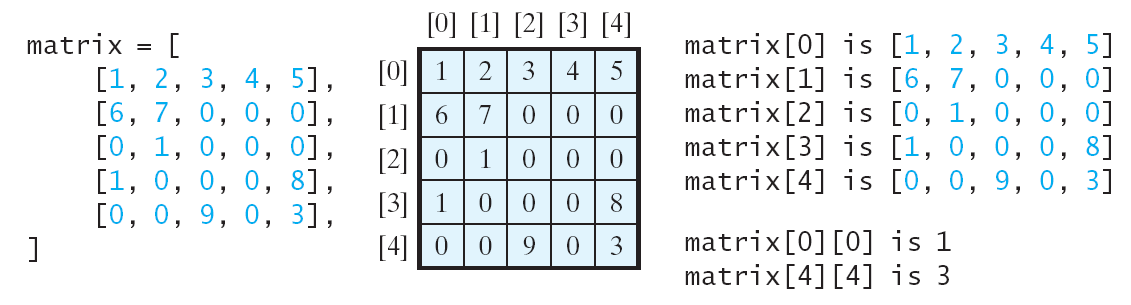 matrix = [
    [1, 2, 3, 4, 5],
    [6, 7, 0, 0, 0],
    [0, 1, 0, 0, 0],
    [1, 0, 0, 0, 8],
    [0, 0, 9, 0, 3],
]
[0] [1] [2] [3] [4]
[0] 1 2 3 4 5
[1] 6 7 0 0 0
[2] 0 1 0 0 0
[3] 1 0 0 0 8
[4] 0 0 9 0 3
matrix[0] is [1, 2, 3, 4, 5]
matrix[1] is [6, 7, 0, 0, 0]
matrix[2] is [0, 1, 0, 0, 0]
matrix[3] is [1, 0, 0, 0, 8]
matrix[4] is [0, 0, 9, 0, 3]
matrix[0][0] is 1
matrix[4][4] is 3